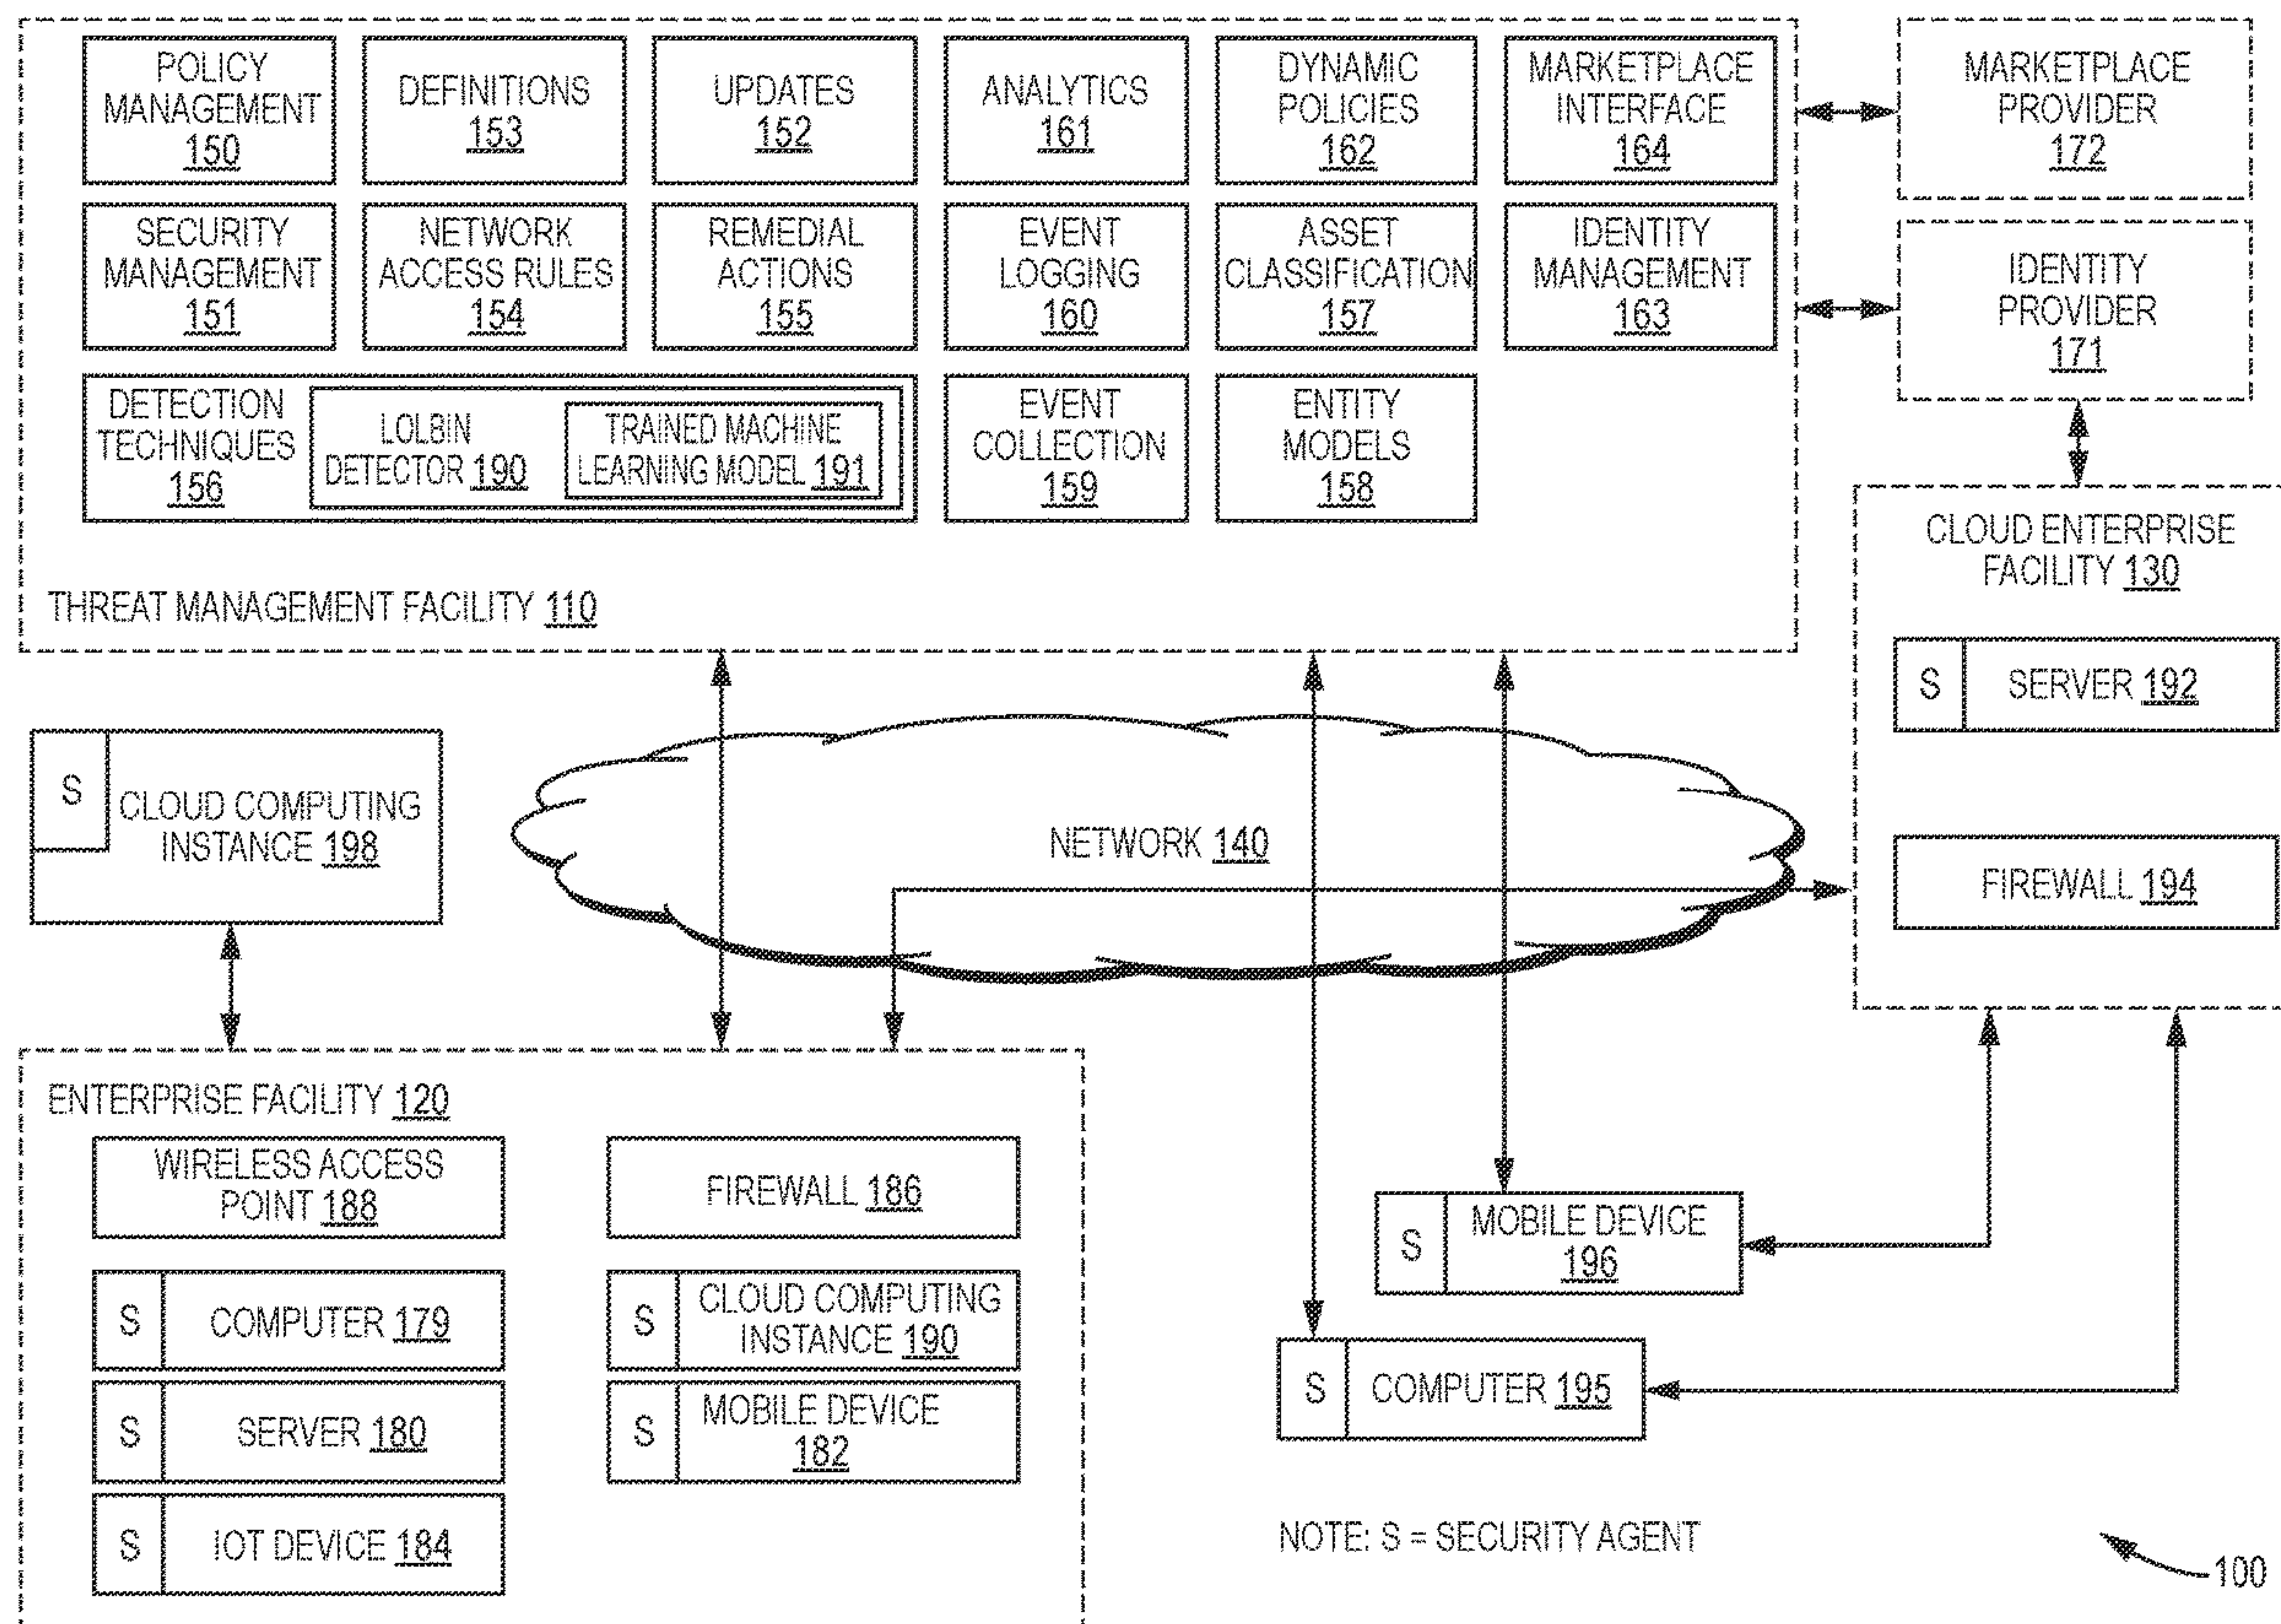 POLICY
MANAGEMENT
150
DEFINITIONS
153
UPDATES
152
ANALYTICS
161
DYNAMIC
POLICIES
162
MARKETPLACE
INTERFACE
164
MARKETPLACE
PROVIDER
172
SECURITY
MANAGEMENT
151
NETWORK
ACCESS RULES
154
REMEDIAL
ACTIONS
155
EVENT
LOGGING
160
ASSET
CLASSIFICATION
157
IDENTITY
MANAGEMENT
163
IDENTITY
PROVIDER
171
DETECTION
TECHNIQUES
156
LOLBIN
DETECTOR 190
TRAINED MACHINE
LEARNING MODEL 191
EVENT
COLLECTION
159
ENTITY
MODELS
158
THREAT MANAGEMENT FACILITY 110
CLOUD ENTERPRISE
FACILITY 130
S
SERVER 192
FIREWALL 194
S
CLOUD COMPUTING
INSTANCE 198
NETWORK 140
ENTERPRISE FACILITY 120
WIRELESS ACCESS
POINT 188
FIREWALL 186
S
COMPUTER 179
S
CLOUD COMPUTING
INSTANCE 190
S
SERVER 180
S
MOBILE DEVICE
182
S
IOT DEVICE 184
S
MOBILE DEVICE
196
S
COMPUTER 195
NOTE: S = SECURITY AGENT
100